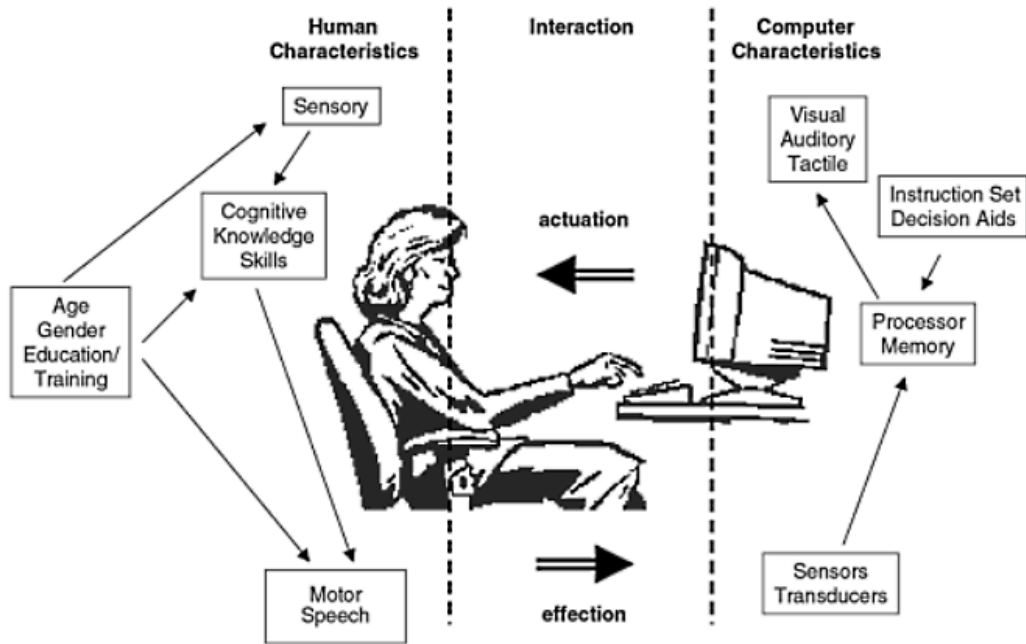 Human
Characteristics
Interaction
Computer
Characteristics
Sensory
Visual
Auditory
Tactile
Cognitive
Knowledge
Skills
Instruction Set
Decision Aids
actuation
Age
Gender
Education/
Training
Processor
Memory
Motor
Speech
Sensors
Transducers
effection